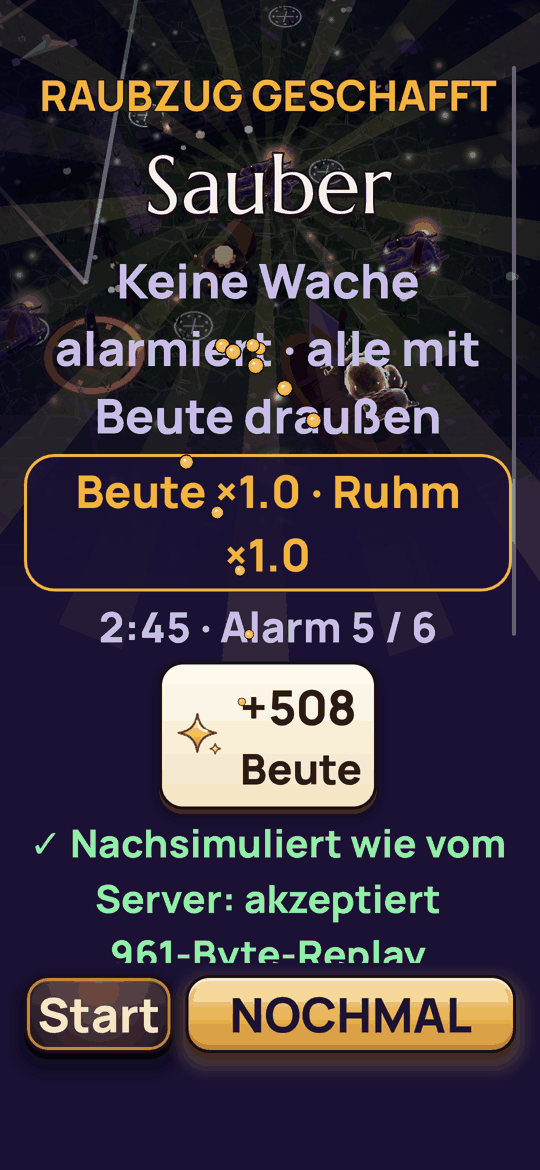 RAUBZUG GESCHAFFT
Sauber
Keine Wache
alarmiert · alle mit
Beute draußen
Beute ×1.0 · Ruhm
×1.0
2:45 · Alarm 5 / 6
+508
Beute
✓ Nachsimuliert wie vom
Server: akzeptiert
961-Byte-Replay
Start
NOCHMAL